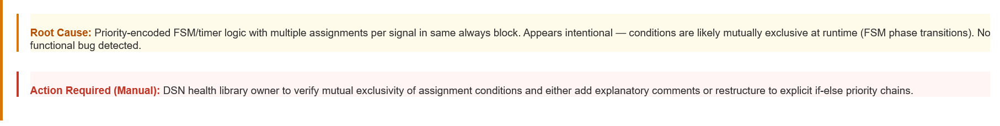 Root Cause: Priority-encoded FSM/timer logic with multiple assignments per signal in same always block. Appears intentional — conditions are likely mutually exclusive at runtime (FSM phase transitions). No
functional bug detected.
Action Required (Manual): DSN health library owner to verify mutual exclusivity of assignment conditions and either add explanatory comments or restructure to explicit if-else priority chains.